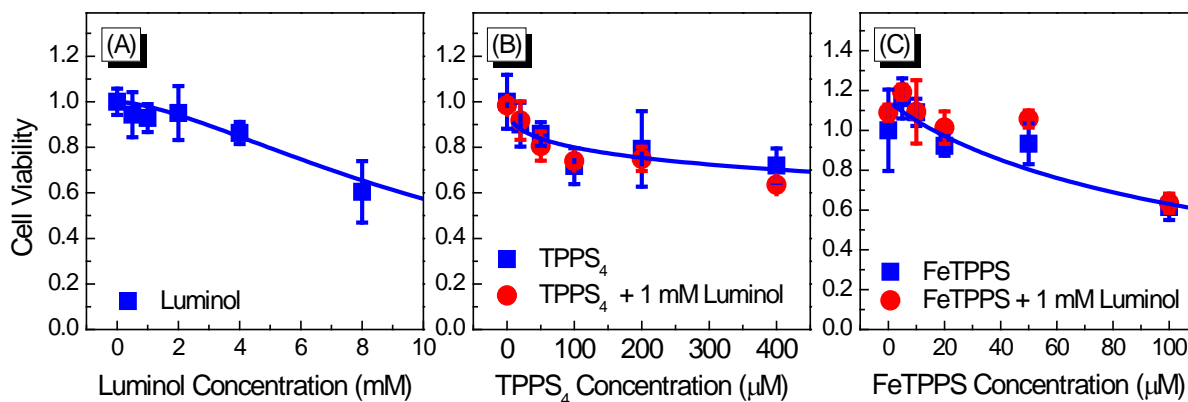 (A)
(B)
(C)
Cell Viability
1.2
1.0
0.8
0.6
0.4
0.2
0.0
Luminol
0 2 4 6 8 10
Luminol Concentration (mM)
1.2
1.0
0.8
0.6
0.4
0.2
0.0
TPPS₄
TPPS₄ + 1 mM Luminol
0 100 200 300 400
TPPS₄ Concentration (μM)
1.4
1.2
1.0
0.8
0.6
0.4
0.2
0.0
FeTPPS
FeTPPS + 1 mM Luminol
0 20 40 60 80 100
FeTPPS Concentration (μM)